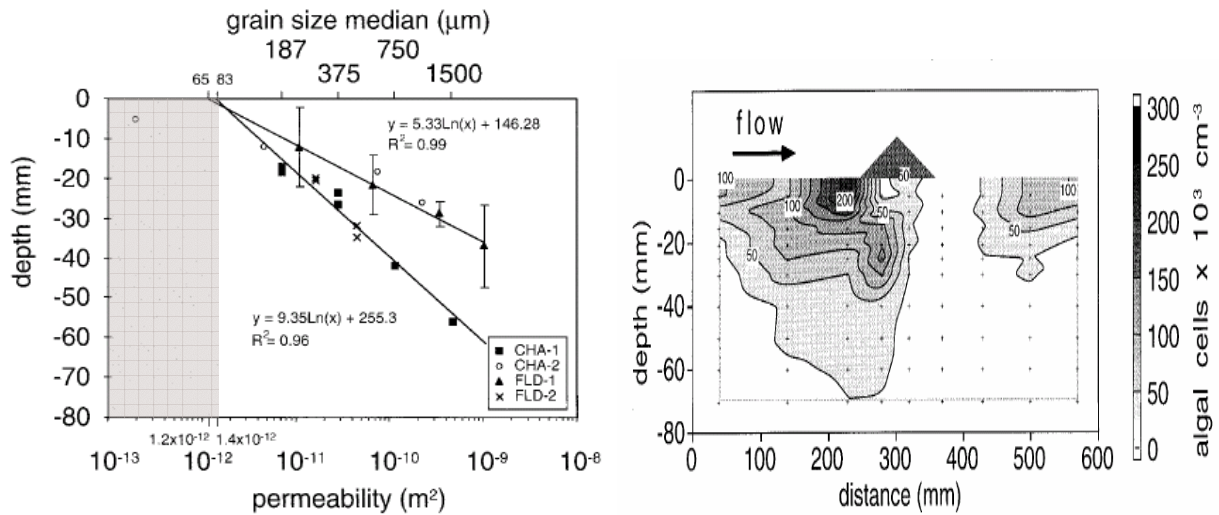 grain size median (μm)
187 750
65 83 375 1500
0
-10
-20
-30
-40
-50
-60
-70
-80
depth (mm)
y = 5.33Ln(x) + 146.28
R² = 0.99
y = 9.35Ln(x) + 255.3
R² = 0.96
CHA-1
CHA-2
FLD-1
FLD-2
1.2x10⁻¹² 1.4x10⁻¹²
10⁻¹³ 10⁻¹² 10⁻¹¹ 10⁻¹⁰ 10⁻⁹ 10⁻⁸
permeability (m²)
flow
0
-20
-40
-60
-80
depth (mm)
100
50
100
200
50
50
50
100
50
0 100 200 300 400 500 600
distance (mm)
300
250
200
150
100
50
0
algal cells x 10³ cm⁻³